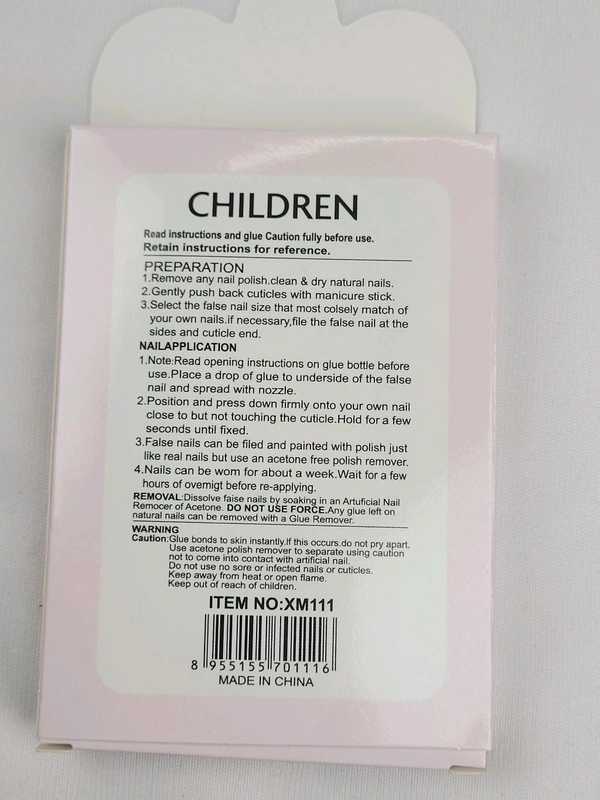 CHILDREN
Read instructions and glue Caution fully before use.
Retain instructions for reference.
PREPARATION
1.Remove any nail polish.clean & dry natural nails.
2.Gently push back cuticles with manicure stick.
3.Select the false nail size that most colsely match of
your own nails.if necessary,file the false nail at the
sides and cuticle end.
NAILAPPLICATION
1.Note:Read opening instructions on glue bottle before
use.Place a drop of glue to underside of the false
nail and spread with nozzle.
2.Position and press down firmly onto your own nail
close to but not touching the cuticle.Hold for a few
seconds until fixed.
3.False nails can be filed and painted with polish just
like real nails but use an acetone free polish remover.
4.Nails can be wom for about a week.Wait for a few
hours of overnigt before re-applying.
REMOVAL:Dissolve faise nails by soaking in an Artuficial Nail
Remocer of Acetone. DO NOT USE FORCE.Any glue left on
natural nails can be removed with a Glue Remover.
WARNING
Caution:Glue bonds to skin instantly.If this occurs.do not pry apart.
Use acetone polish remover to separate using caution
not to come into contact with artificial nail.
Do not use no sore or infected nails or cuticles.
Keep away from heat or open flame.
Keep out of reach of children.
ITEM NO:XM111
8 955155 701116
MADE IN CHINA